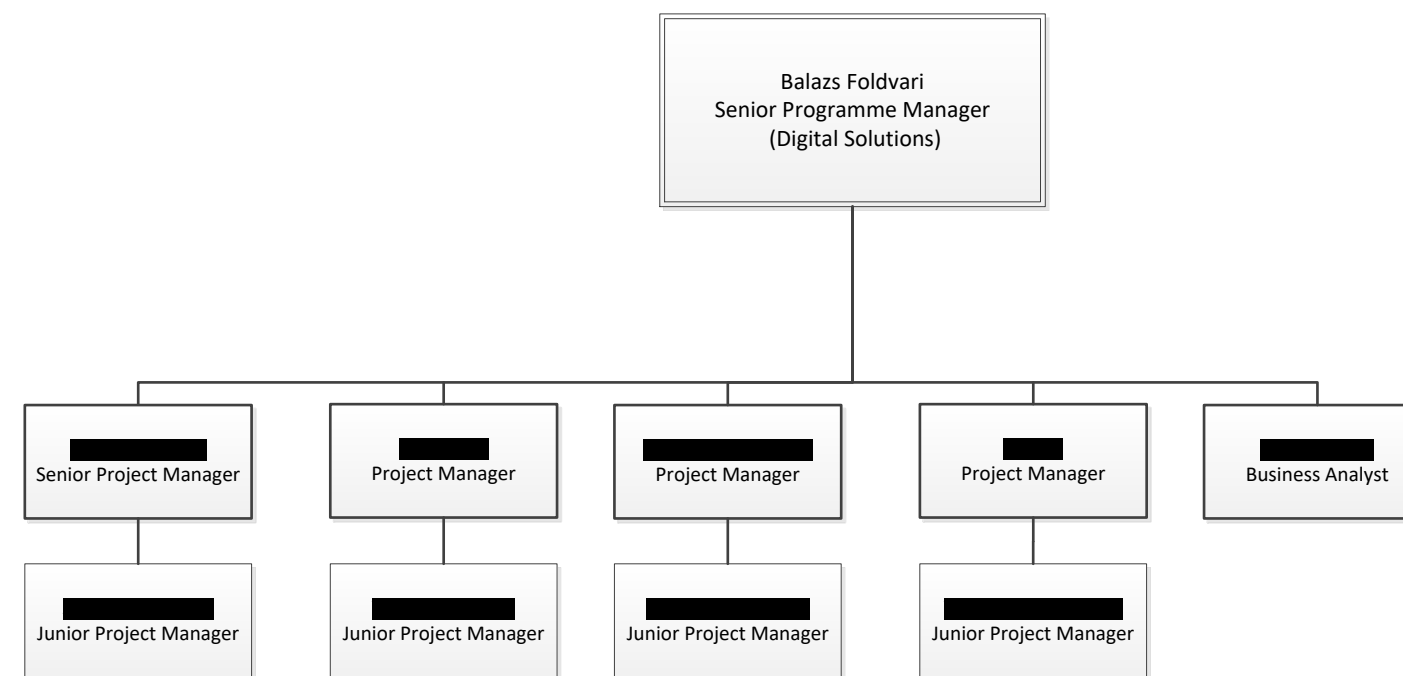 Balazs Foldvari
Senior Programme Manager
(Digital Solutions)
Senior Project Manager
Project Manager
Project Manager
Project Manager
Business Analyst
Junior Project Manager
Junior Project Manager
Junior Project Manager
Junior Project Manager